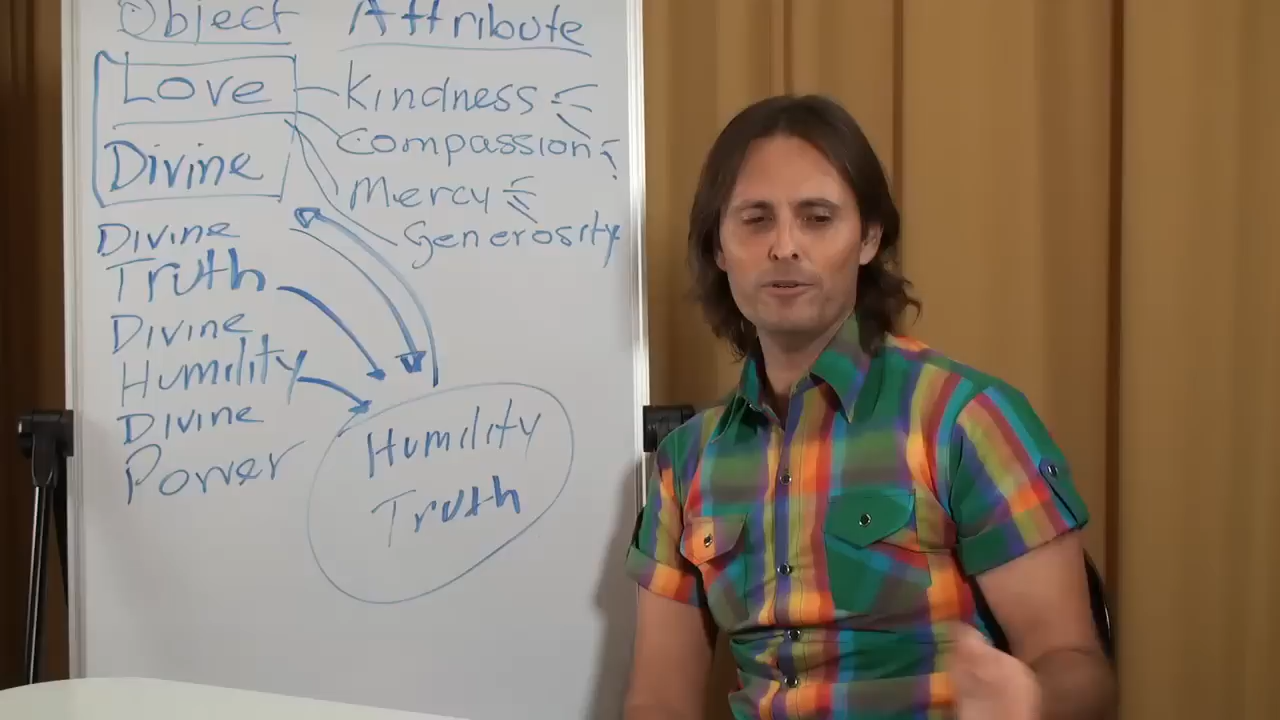 Object Attribute
Love Kindness
Compassion
Divine Mercy
Divine Generosity
Truth
Divine
Humility
Divine Humility
Power Truth